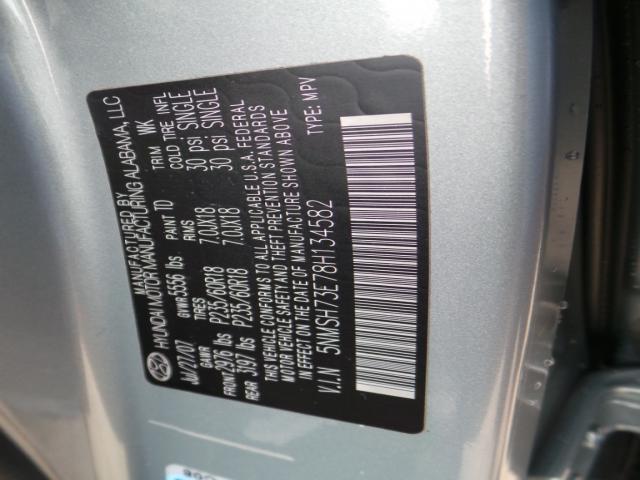 MANUFACTURED BY
HYUNDAI MOTOR MANUFACTURING ALABAMA, LLC
Jul/27/07 GVWR 5556 lbs PAINT TD TRIM WK
GAWR TIRES RMS COLD TIRE INFL
FRONT 2976 lbs P235/60R18 7.0JX18 30 psi SINGLE
REAR 3197 lbs P235/60R18 7.0JX18 30 psi SINGLE
THIS VEHICLE CONFORMS TO ALL APPLICABLE U.S.A. FEDERAL
MOTOR VEHICLE SAFETY AND THEFT PREVENTION STANDARDS
IN EFFECT ON THE DATE OF MANUFACTURE SHOWN ABOVE
V.I.N 5NMSH73E78H134582 TYPE: MPV